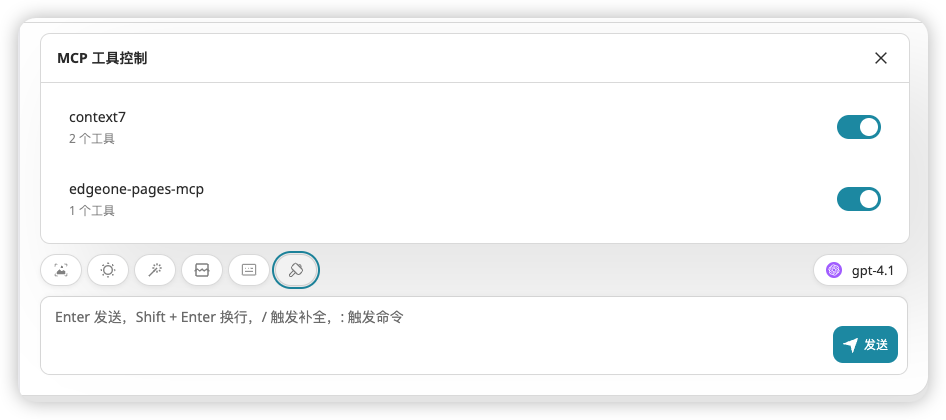 MCP 工具控制
context7
2 个工具
edgeone-pages-mcp
1 个工具
gpt-4.1
Enter 发送，Shift + Enter 换行，/ 触发补全，: 触发命令
发送